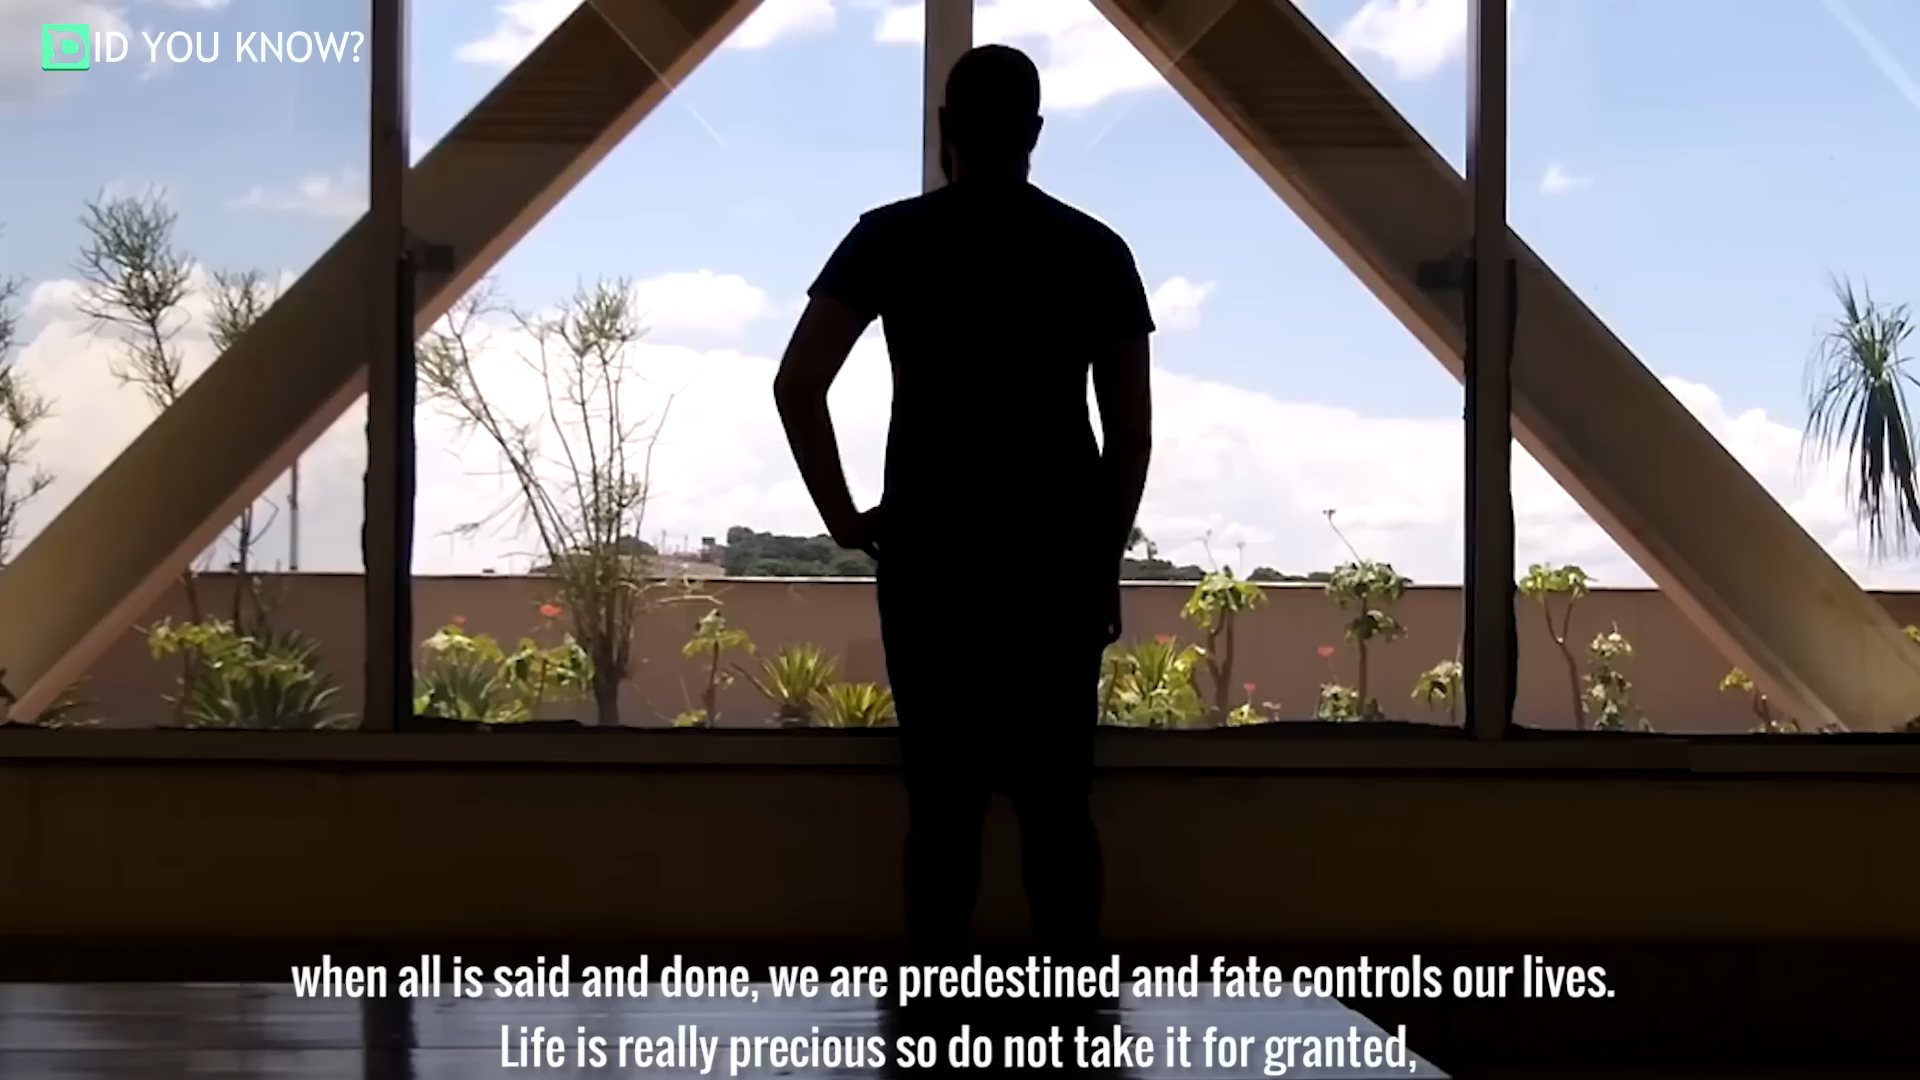 DID YOU KNOW?
when all is said and done, we are predestined and fate controls our lives.
Life is really precious so do not take it for granted,